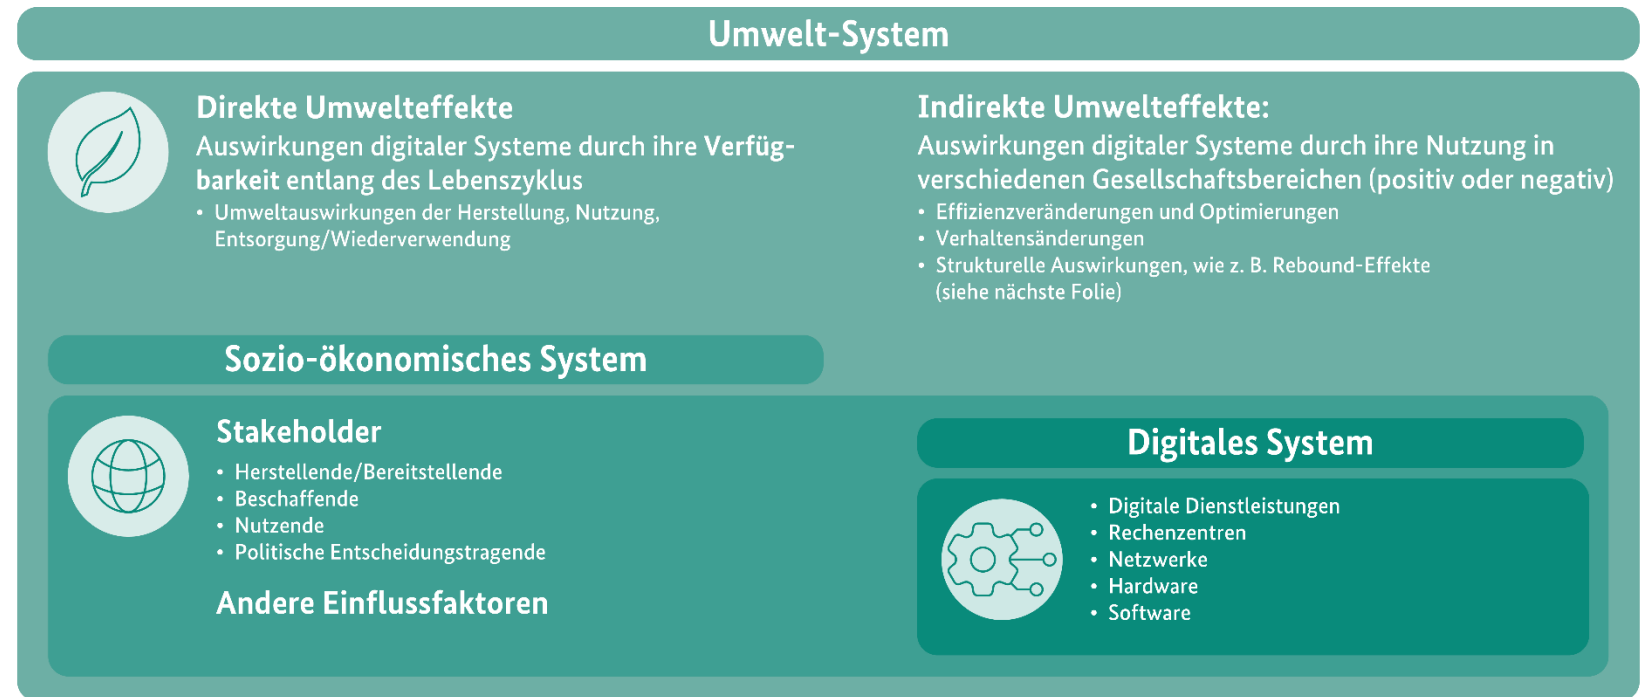 Umwelt-System
Direkte Umwelteffekte
Auswirkungen digitaler Systeme durch ihre Verfüg-
barkeit entlang des Lebenszyklus
• Umweltauswirkungen der Herstellung, Nutzung,
Entsorgung/Wiederverwendung
Indirekte Umwelteffekte:
Auswirkungen digitaler Systeme durch ihre Nutzung in
verschiedenen Gesellschaftsbereichen (positiv oder negativ)
• Effizienzveränderungen und Optimierungen
• Verhaltensänderungen
• Strukturelle Auswirkungen, wie z. B. Rebound-Effekte
(siehe nächste Folie)
Sozio-ökonomisches System
Stakeholder
• Herstellende/Bereitstellende
• Beschaffende
• Nutzende
• Politische Entscheidungstragende
Andere Einflussfaktoren
Digitales System
• Digitale Dienstleistungen
• Rechenzentren
• Netzwerke
• Hardware
• Software